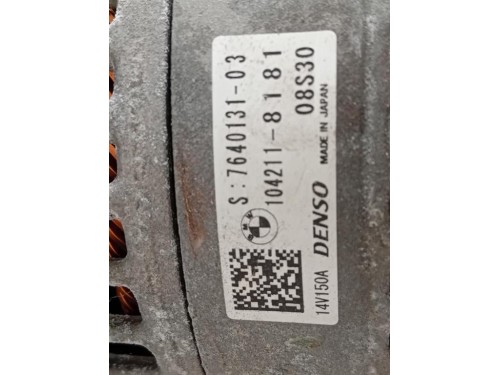 S:7640131-03
104211-8181
08S30
14V150A DENSO MADE IN JAPAN